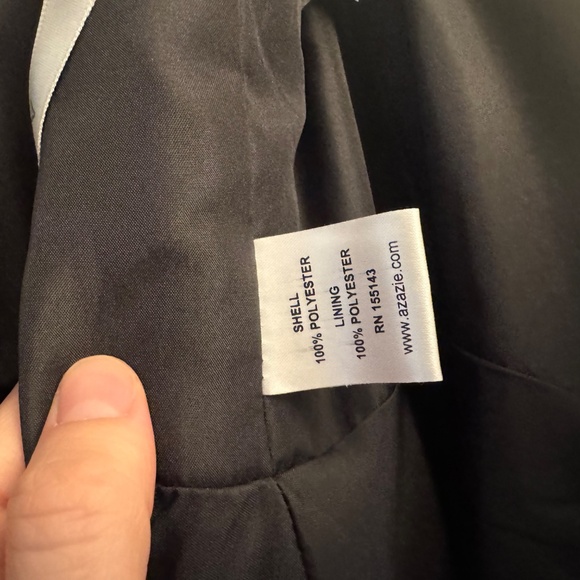 SHELL
100% POLYESTER
LINING
100% POLYESTER
RN 155143
www.azazie.com